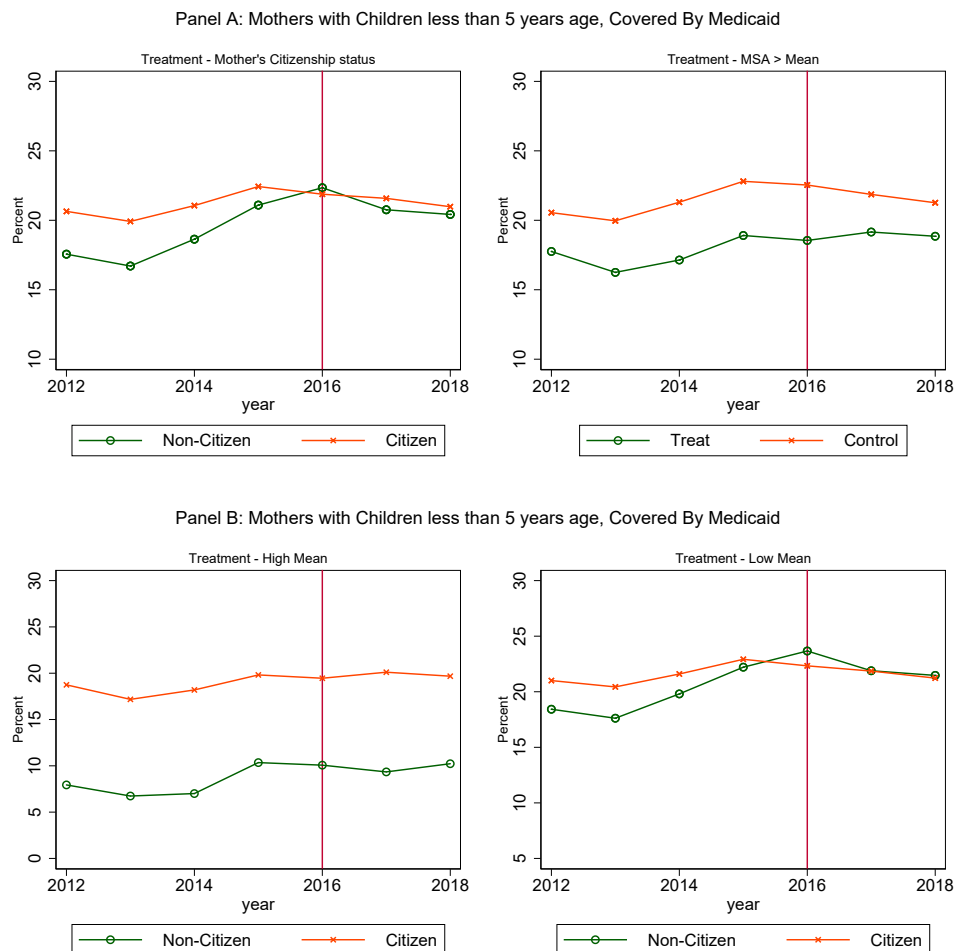 Panel A: Mothers with Children less than 5 years age, Covered By Medicaid
Treatment - Mother's Citizenship status
30
25
20
15
10
Percent
2012 2014 2016 2018
year
Non-Citizen Citizen
Treatment - MSA > Mean
30
25
20
15
10
Percent
2012 2014 2016 2018
year
Treat Control
Panel B: Mothers with Children less than 5 years age, Covered By Medicaid
Treatment - High Mean
30
25
20
15
10
5
0
Percent
2012 2014 2016 2018
year
Non-Citizen Citizen
Treatment - Low Mean
30
25
20
15
10
5
Percent
2012 2014 2016 2018
year
Non-Citizen Citizen